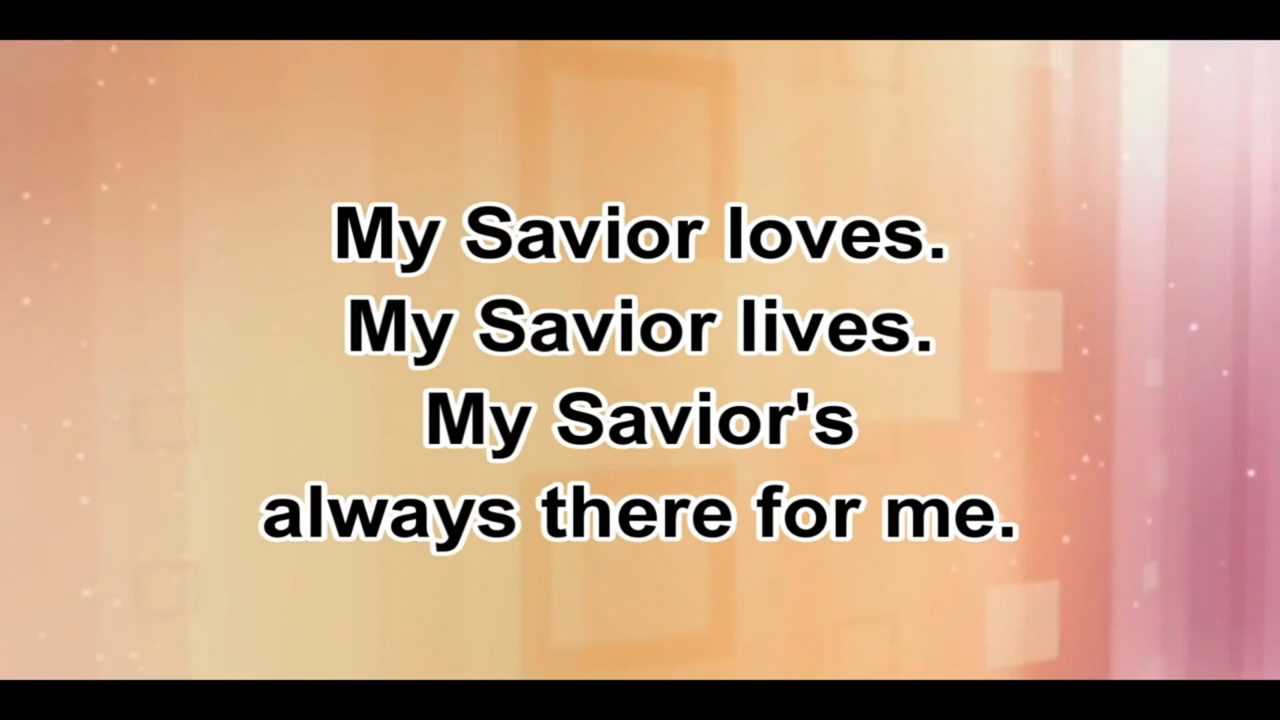 My Savior loves.
My Savior lives.
My Savior's
always there for me.